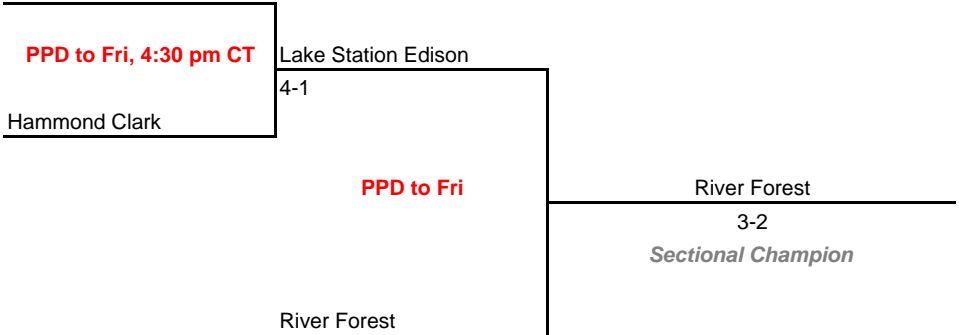 PPD to Fri, 4:30 pm CT
Lake Station Edison
4-1
Hammond Clark
PPD to Fri
River Forest
3-2
Sectional Champion
River Forest